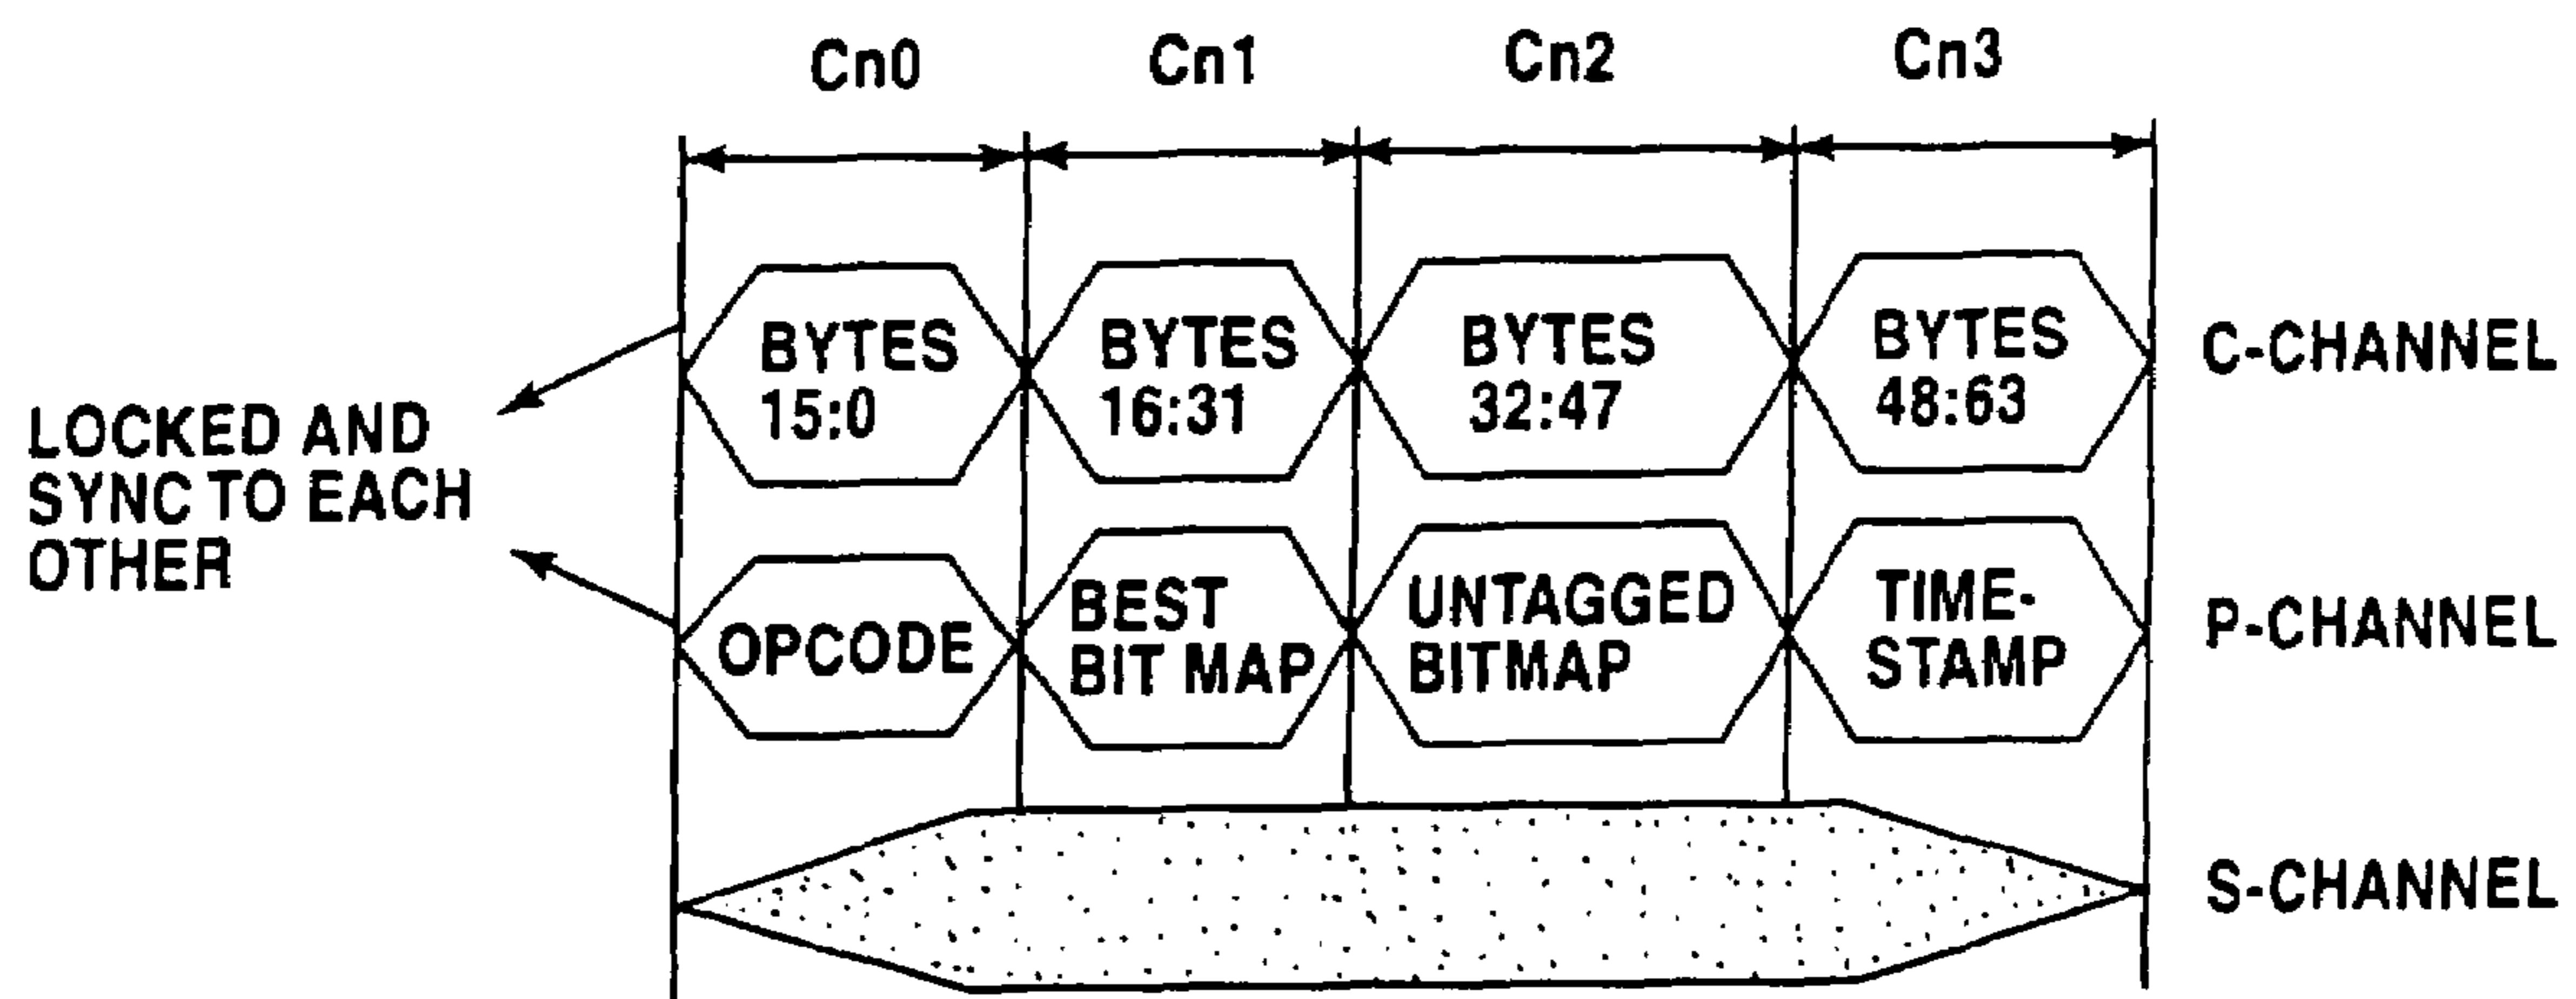 Cn0 Cn1 Cn2 Cn3
BYTES 15:0
BYTES 16:31
BYTES 32:47
BYTES 48:63
C-CHANNEL
LOCKED AND
SYNC TO EACH
OTHER
OPCODE
BEST
BIT MAP
UNTAGGED
BITMAP
TIME-
STAMP
P-CHANNEL
S-CHANNEL